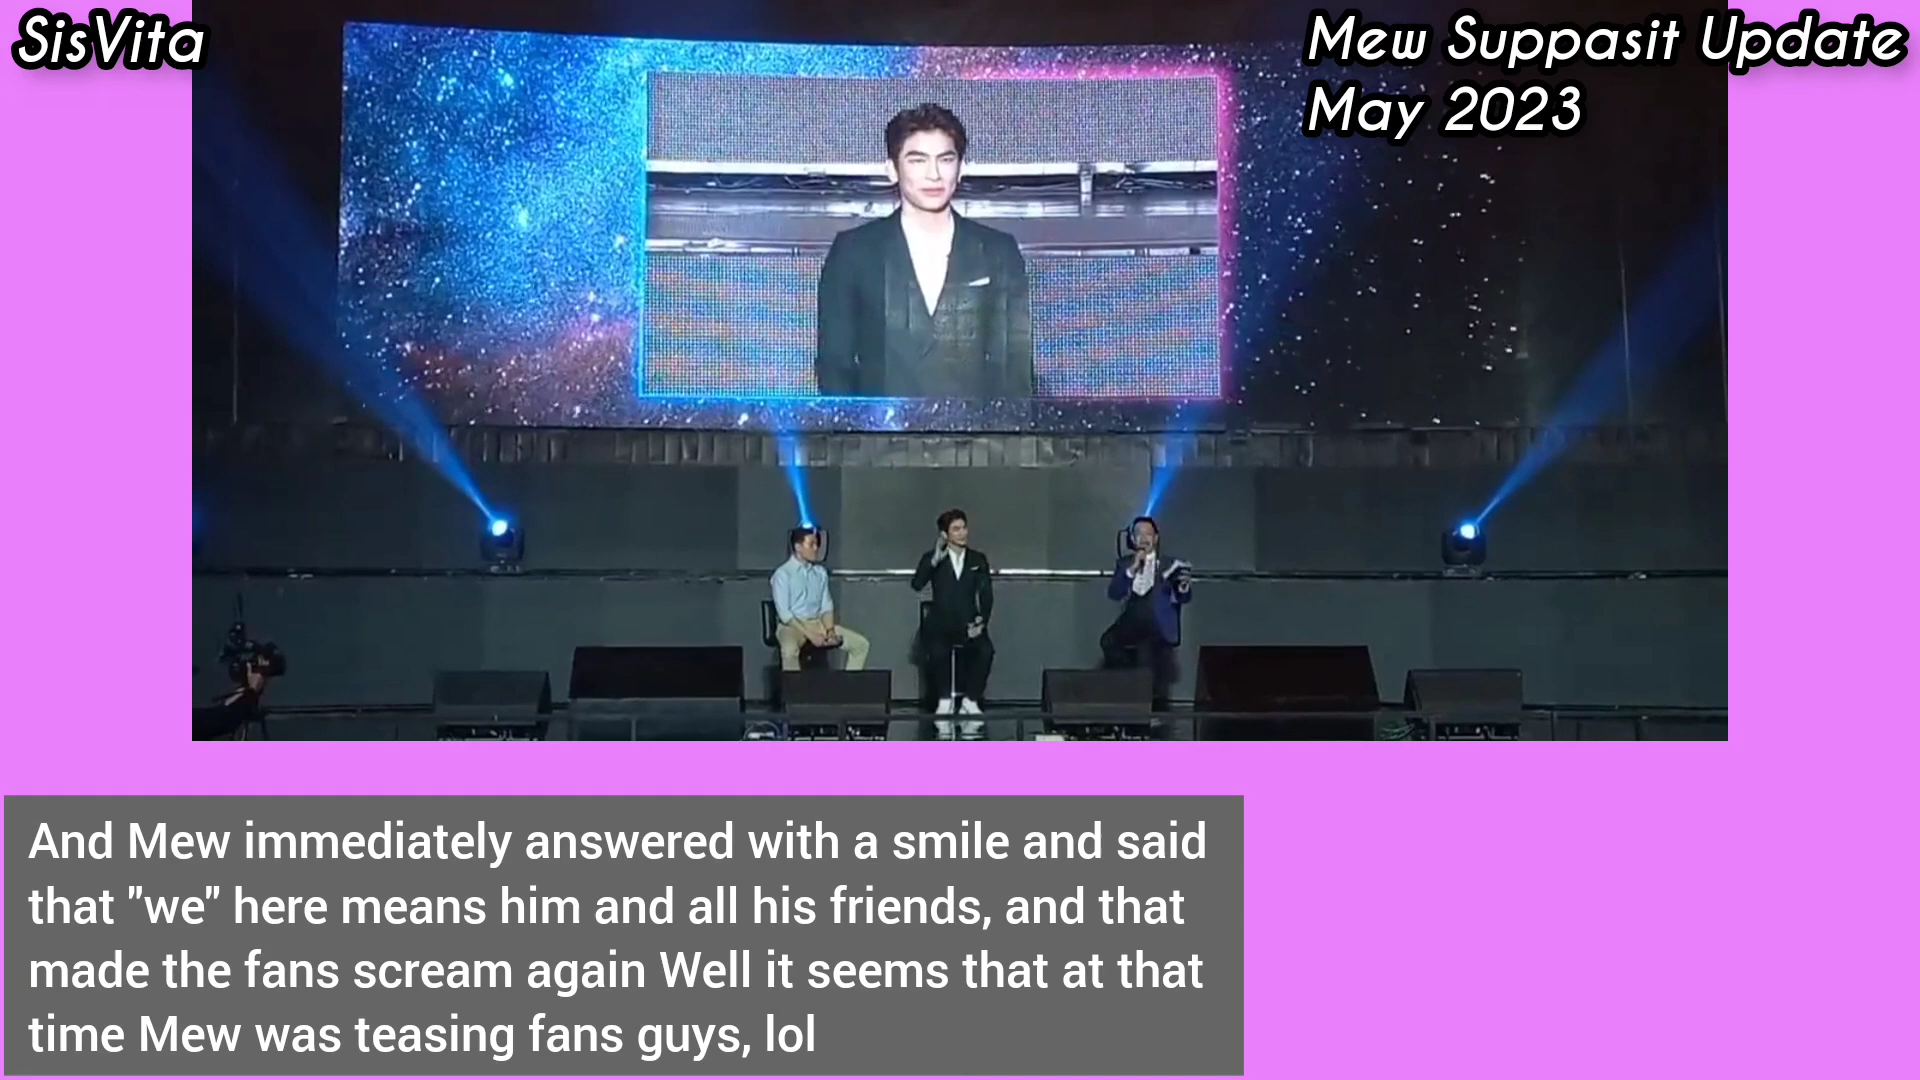 SisVita
Mew Suppasit Update
May 2023
And Mew immediately answered with a smile and said
that "we" here means him and all his friends, and that
made the fans scream again Well it seems that at that
time Mew was teasing fans guys, lol